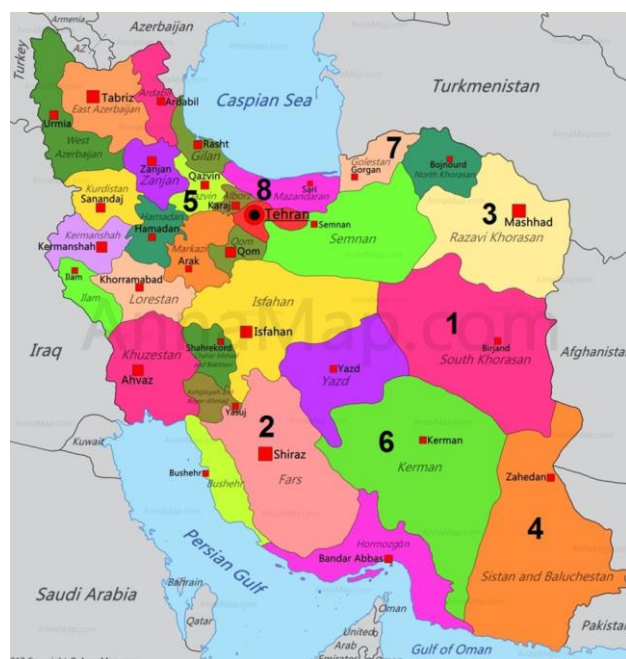 Armenia
Azerbaijan
Turkey
AZ
Caspian Sea
Turkmenistan
Tabriz
East Azerbaijan
Ardabil
Ardabil
Urmia
West
Azerbaijan
Rasht
Gilan
Zanjan
Zanjan
Qazvin
Qazvin
5
8
Sari
Mazandaran
7
Golestan
Gorgan
Bojnourd
North Khorasan
3
Mashhad
Razavi Khorasan
Kurdistan
Sanandaj
Alborz
Karaj
Tehran
Semnan
Semnan
Hamadan
Hamadan
Kermanshah
Kermanshah
Markazi
Arak
Qom
Qom
Ilam
Ilam
Khorramabad
Lorestan
Isfahan
Isfahan
AnnaMap.com
1
Birjand
South Khorasan
Afghanistan
Iraq
Khuzestan
Ahvaz
Shahrekord
Yazd
Yazd
Yasuj
2
Shiraz
Fars
6
Kerman
Kerman
Zahedan
4
Sistan and Baluchestan
Kuwait
Bushehr
Bushehr
Hormozgan
Bandar Abbas
Persian Gulf
Saudi Arabia
Bahrain
Qatar
Oman
United
Arab
Emirates
Gulf of Oman
Pakistan